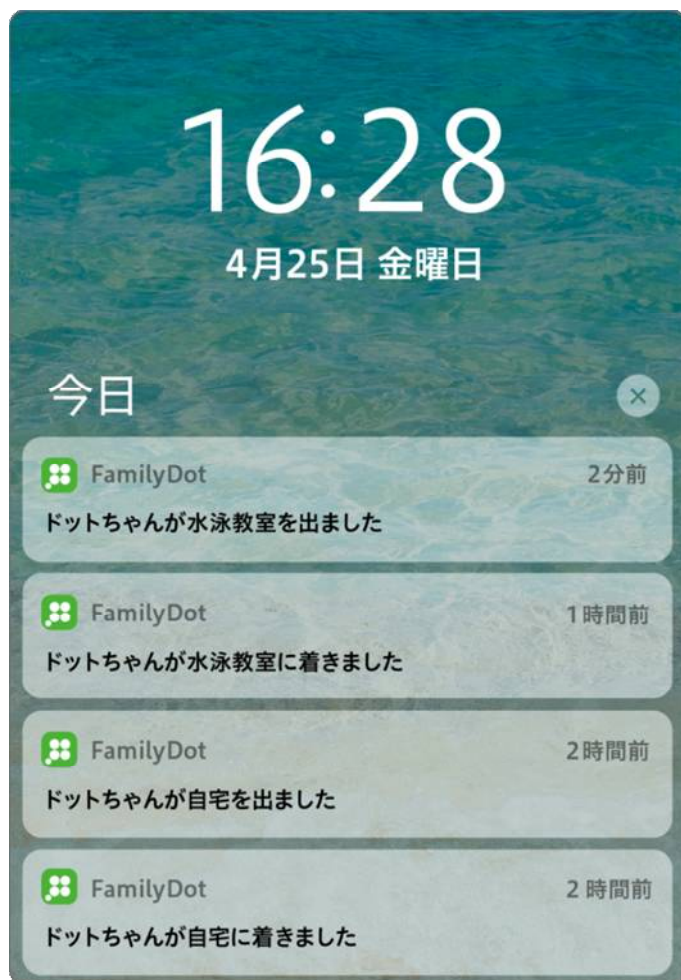 16:28
4月25日 金曜日
今日
FamilyDot 2分前
ドットちゃんが水泳教室を出ました
FamilyDot 1時間前
ドットちゃんが水泳教室に着きました
FamilyDot 2時間前
ドットちゃんが自宅を出ました
FamilyDot 2時間前
ドットちゃんが自宅に着きました